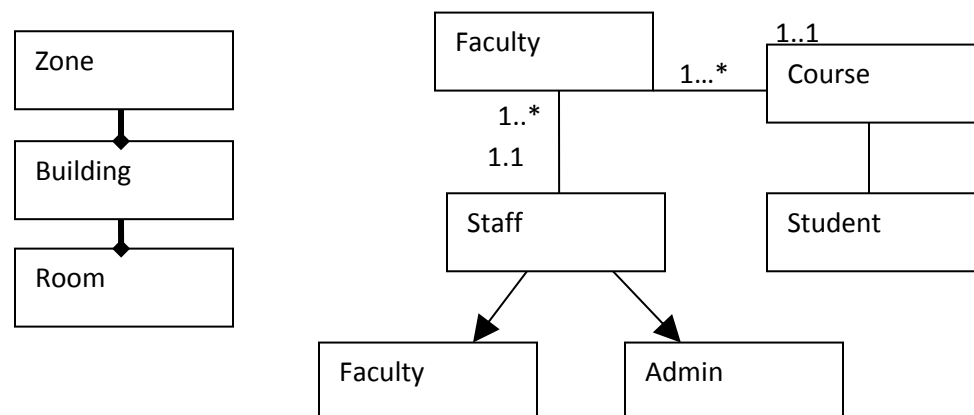 Zone
Building
Room
Faculty
1..1
1...*
Course
1..*
1.1
Staff
Student
Faculty
Admin